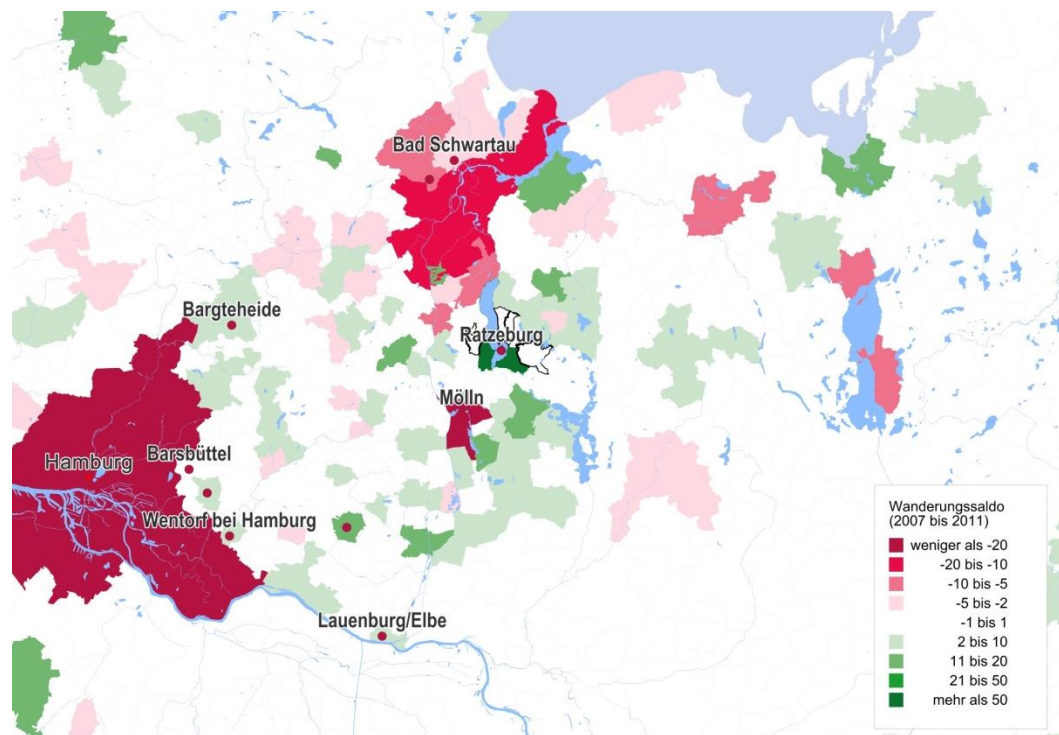 Bad Schwartau
Bargteheide
Ratzeburg
Mölln
Barsbüttel
Hamburg
Wentorf bei Hamburg
Lauenburg/Elbe
Wanderungssaldo
(2007 bis 2011)
weniger als -20
-20 bis -10
-10 bis -5
-5 bis -2
-1 bis 1
2 bis 10
11 bis 20
21 bis 50
mehr als 50